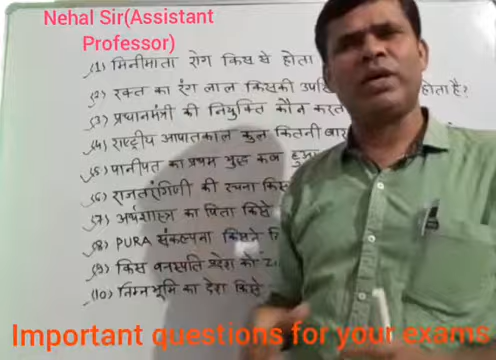 Nehal Sir(Assistant
Professor)
(1) मिनीमाता रोग किस से होता
(2) रक्त का रंग लाल किसकी उपस्थि होता है?
(3) प्रधानमंत्री की नियुक्ति कौन करत
(4) राष्ट्रीय आपातकाल कुल कितनी बार
(5) पानीपत का प्रथम युद्ध कब हुआ
(6) राजतरंगिणी की रचना किस
(7) अर्थशास्त्र का पिता किसे
(8) PURA संकल्पना किसने
(9) किस वनस्पति प्रदेश को
(10) निम्नभूमि का देश किसे
Important questions for your exams